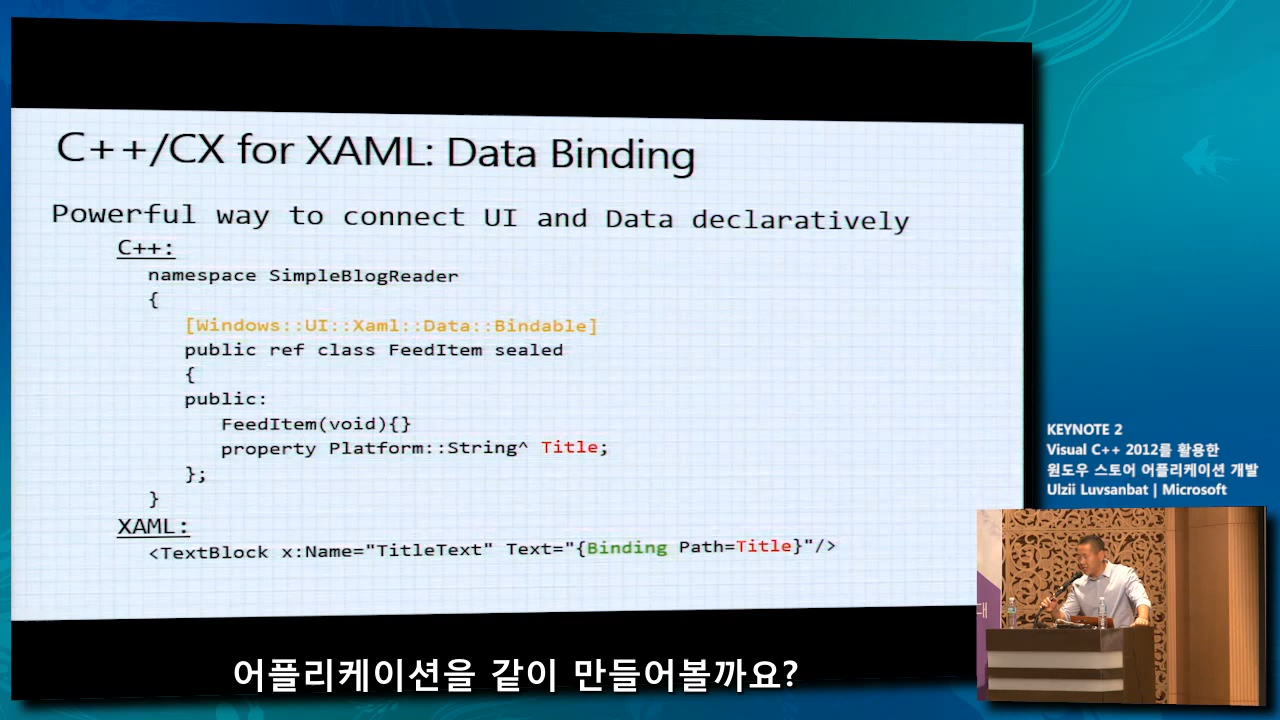 C++/CX for XAML: Data Binding
Powerful way to connect UI and Data declaratively
C++:
namespace SimpleBlogReader
{
[Windows::UI::Xaml::Data::Bindable]
public ref class FeedItem sealed
{
public:
FeedItem(void){}
property Platform::String^ Title;
};
}
XAML:
<TextBlock x:Name="TitleText" Text="{Binding Path=Title}"/>
KEYNOTE 2
Visual C++ 2012를 활용한
윈도우 스토어 어플리케이션 개발
Ulzii Luvsanbat | Microsoft
대
어플리케이션을 같이 만들어볼까요?